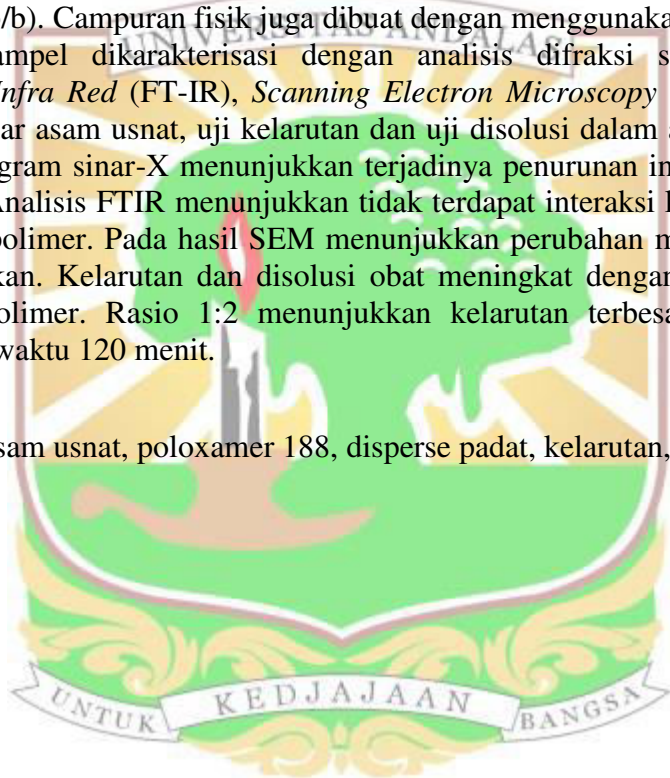 /b). Campuran fisik juga dibuat dengan menggunaka
UNIVERSITAS ANDALAS
ampel dikarakterisasi dengan analisis difraksi s
Infra Red (FT-IR), Scanning Electron Microscopy
ar asam usnat, uji kelarutan dan uji disolusi dalam a
gram sinar-X menunjukkan terjadinya penurunan in
Analisis FTIR menunjukkan tidak terdapat interaksi
polimer. Pada hasil SEM menunjukkan perubahan m
kan. Kelarutan dan disolusi obat meningkat dengan
olimer. Rasio 1:2 menunjukkan kelarutan terbesa
waktu 120 menit.
sam usnat, poloxamer 188, disperse padat, kelarutan,
UNTUK KEDJAJAAN BANGSA